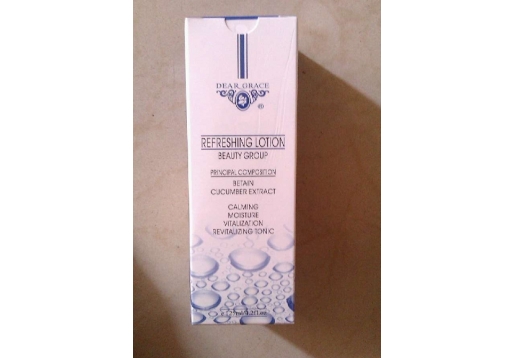 DEAR GRACE
®
REFRESHING LOTION
BEAUTY GROUP
PRINCIPAL COMPOSITION
BETAIN
CUCUMBER EXTRACT
CALMING
MOISTURE
VITALIZATION
REVITALIZING TONIC